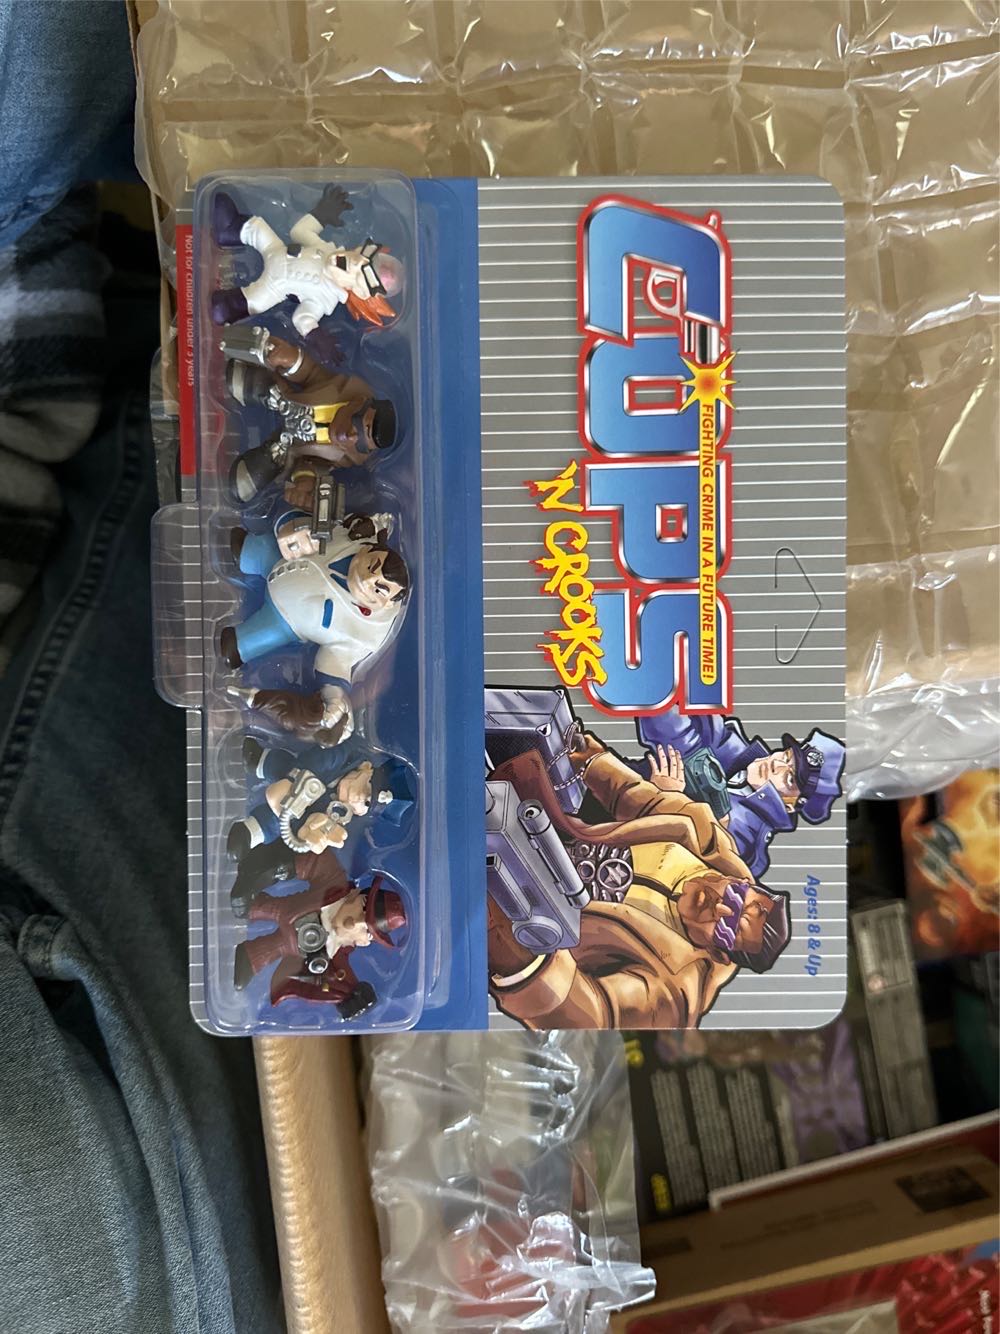 COPS
FIGHTING CRIME IN A FUTURE TIME!
'N CROOKS
Ages: 8 & Up
Not for children under 3 years